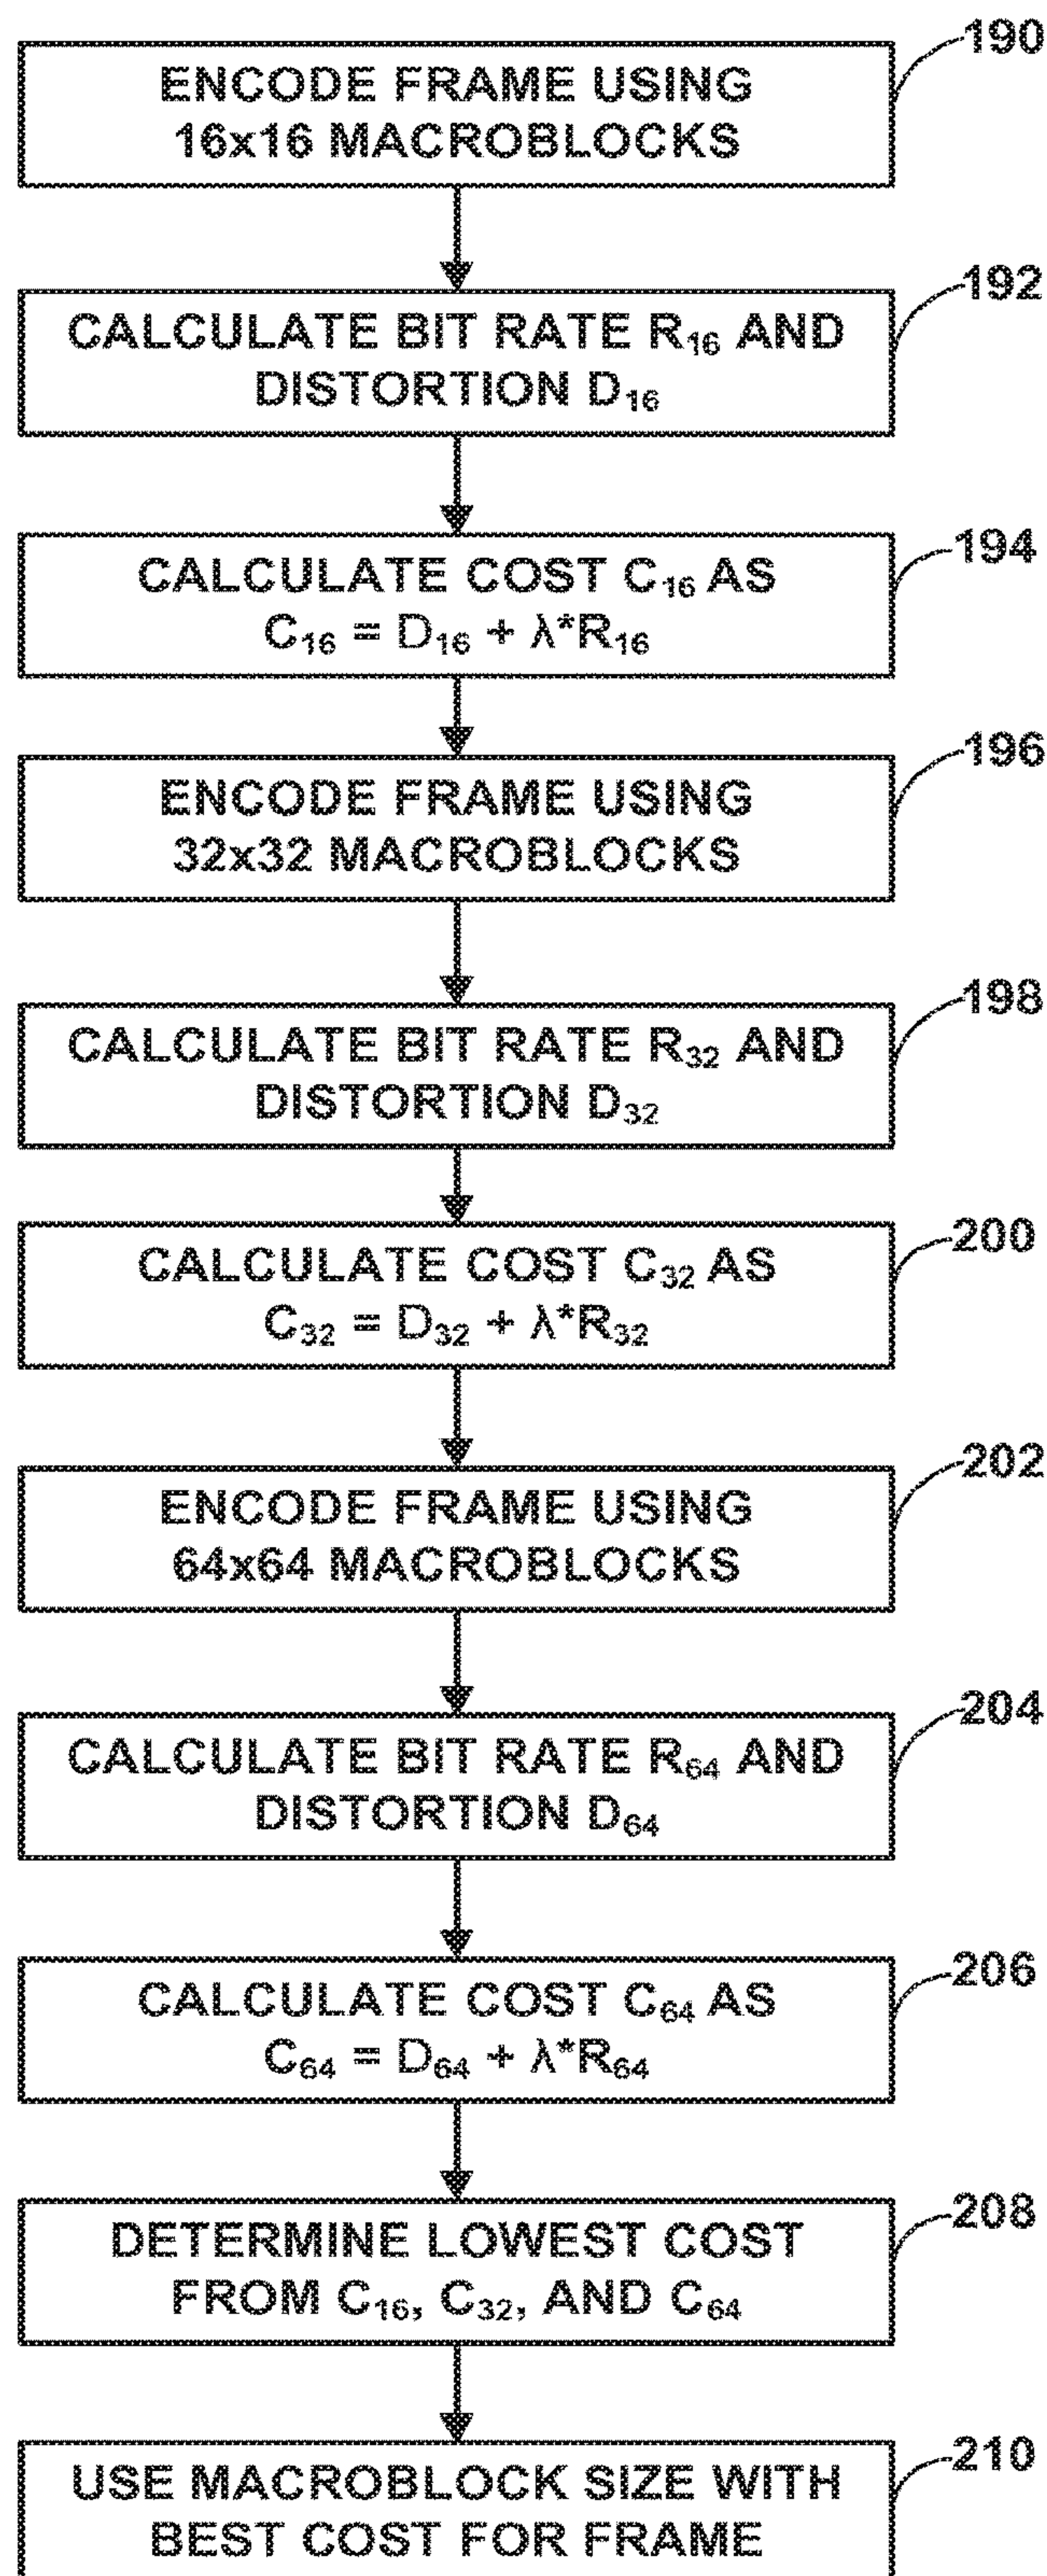 190
ENCODE FRAME USING
16x16 MACROBLOCKS
192
CALCULATE BIT RATE R₁₆ AND
DISTORTION D₁₆
194
CALCULATE COST C₁₆ AS
C₁₆ = D₁₆ + λ*R₁₆
196
ENCODE FRAME USING
32x32 MACROBLOCKS
198
CALCULATE BIT RATE R₃₂ AND
DISTORTION D₃₂
200
CALCULATE COST C₃₂ AS
C₃₂ = D₃₂ + λ*R₃₂
202
ENCODE FRAME USING
64x64 MACROBLOCKS
204
CALCULATE BIT RATE R₆₄ AND
DISTORTION D₆₄
206
CALCULATE COST C₆₄ AS
C₆₄ = D₆₄ + λ*R₆₄
208
DETERMINE LOWEST COST
FROM C₁₆, C₃₂, AND C₆₄
210
USE MACROBLOCK SIZE WITH
BEST COST FOR FRAME